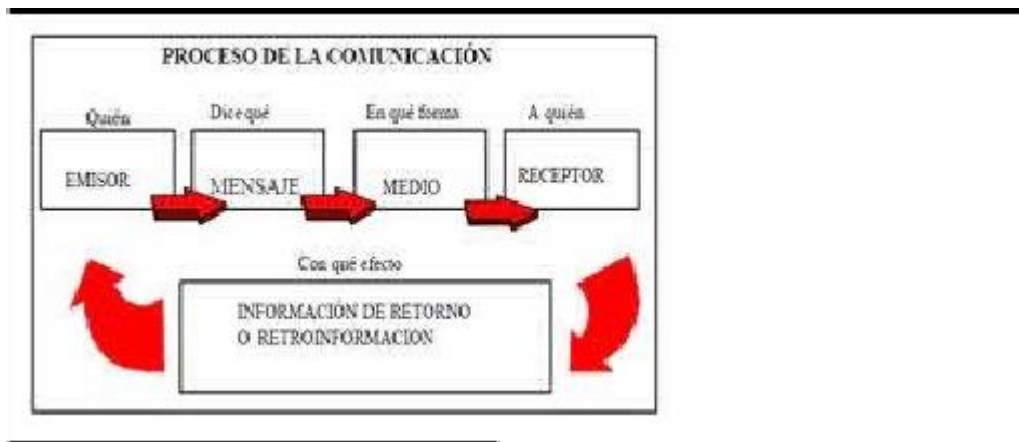 PROCESO DE LA COMUNICACIÓN
Quién
Dice qué
En qué forma
A quién
EMISOR
MENSAJE
MEDIO
RECEPTOR
Con qué efecto
INFORMACIÓN DE RETORNO
O RETROINFORMACION